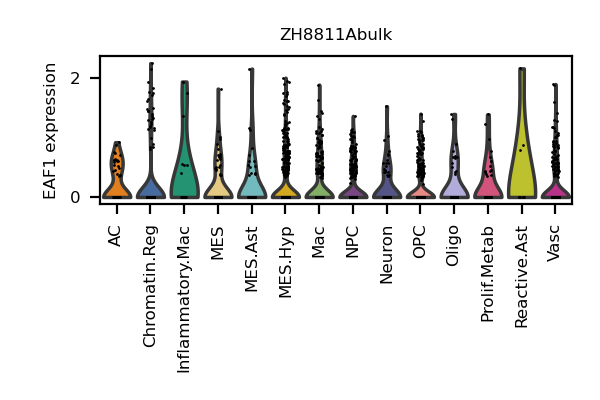 ZH8811Abulk
EAF1 expression
2
0
AC
Chromatin.Reg
Inflammatory.Mac
MES
MES.Ast
MES.Hyp
Mac
NPC
Neuron
OPC
Oligo
Prolif.Metab
Reactive.Ast
Vasc